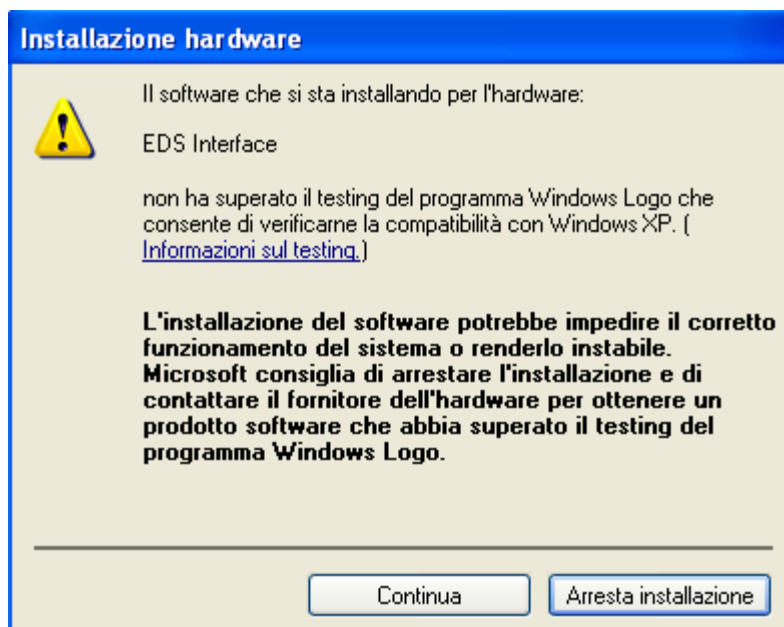 Installazione hardware
Il software che si sta installando per l'hardware:
EDS Interface
non ha superato il testing del programma Windows Logo che
consente di verificarne la compatibilità con Windows XP. (
Informazioni sul testing.)
L'installazione del software potrebbe impedire il corretto
funzionamento del sistema o renderlo instabile.
Microsoft consiglia di arrestare l'installazione e di
contattare il fornitore dell'hardware per ottenere un
prodotto software che abbia superato il testing del
programma Windows Logo.
Continua
Arresta installazione